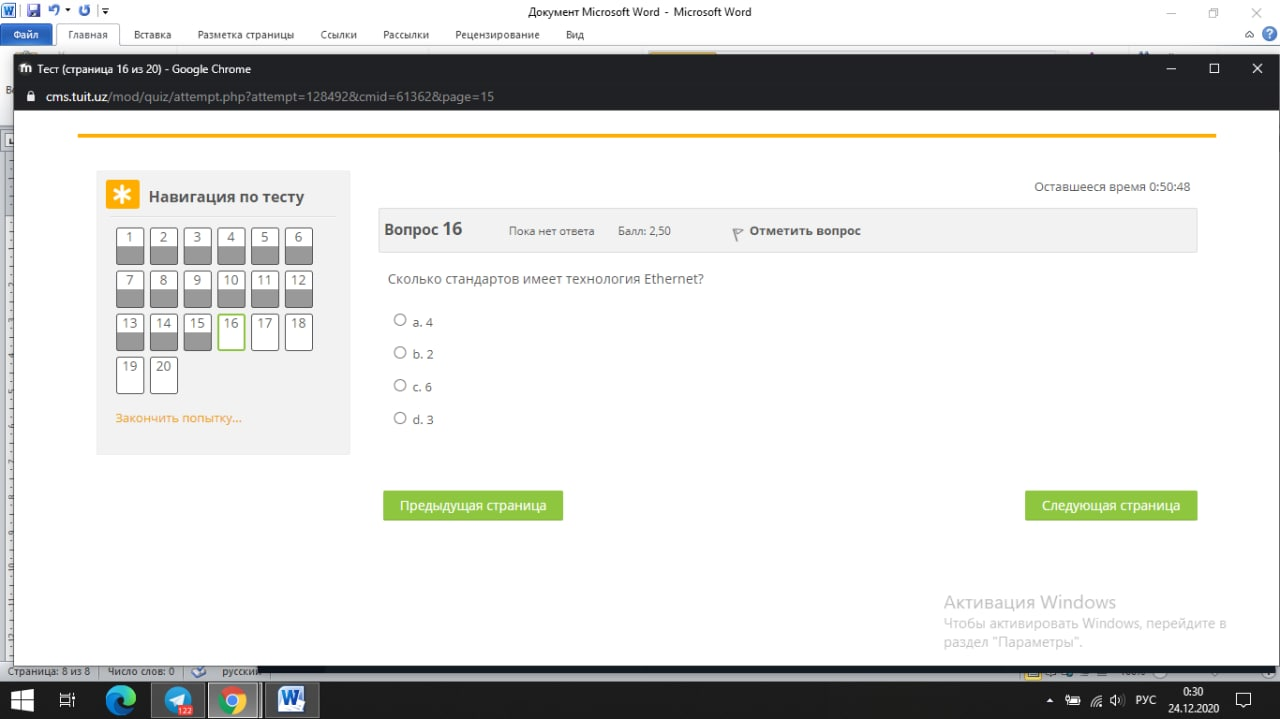 Документ Microsoft Word - Microsoft Word
Файл Главная Вставка Разметка страницы Ссылки Рассылки Рецензирование Вид
Тест (страница 16 из 20) - Google Chrome
cms.tuit.uz/mod/quiz/attempt.php?attempt=128492&cmid=61362&page=15
Навигация по тесту
1 2 3 4 5 6
7 8 9 10 11 12
13 14 15 16 17 18
19 20
Закончить попытку...
Оставшееся время 0:50:48
Вопрос 16 Пока нет ответа Балл: 2,50 Отметить вопрос
Сколько стандартов имеет технология Ethernet?
a. 4
b. 2
c. 6
d. 3
Предыдущая страница Следующая страница
Активация Windows
Чтобы активировать Windows, перейдите в
раздел "Параметры".
Страница: 8 из 8 Число слов: 0 русский
122
РУС
0:30
24.12.2020